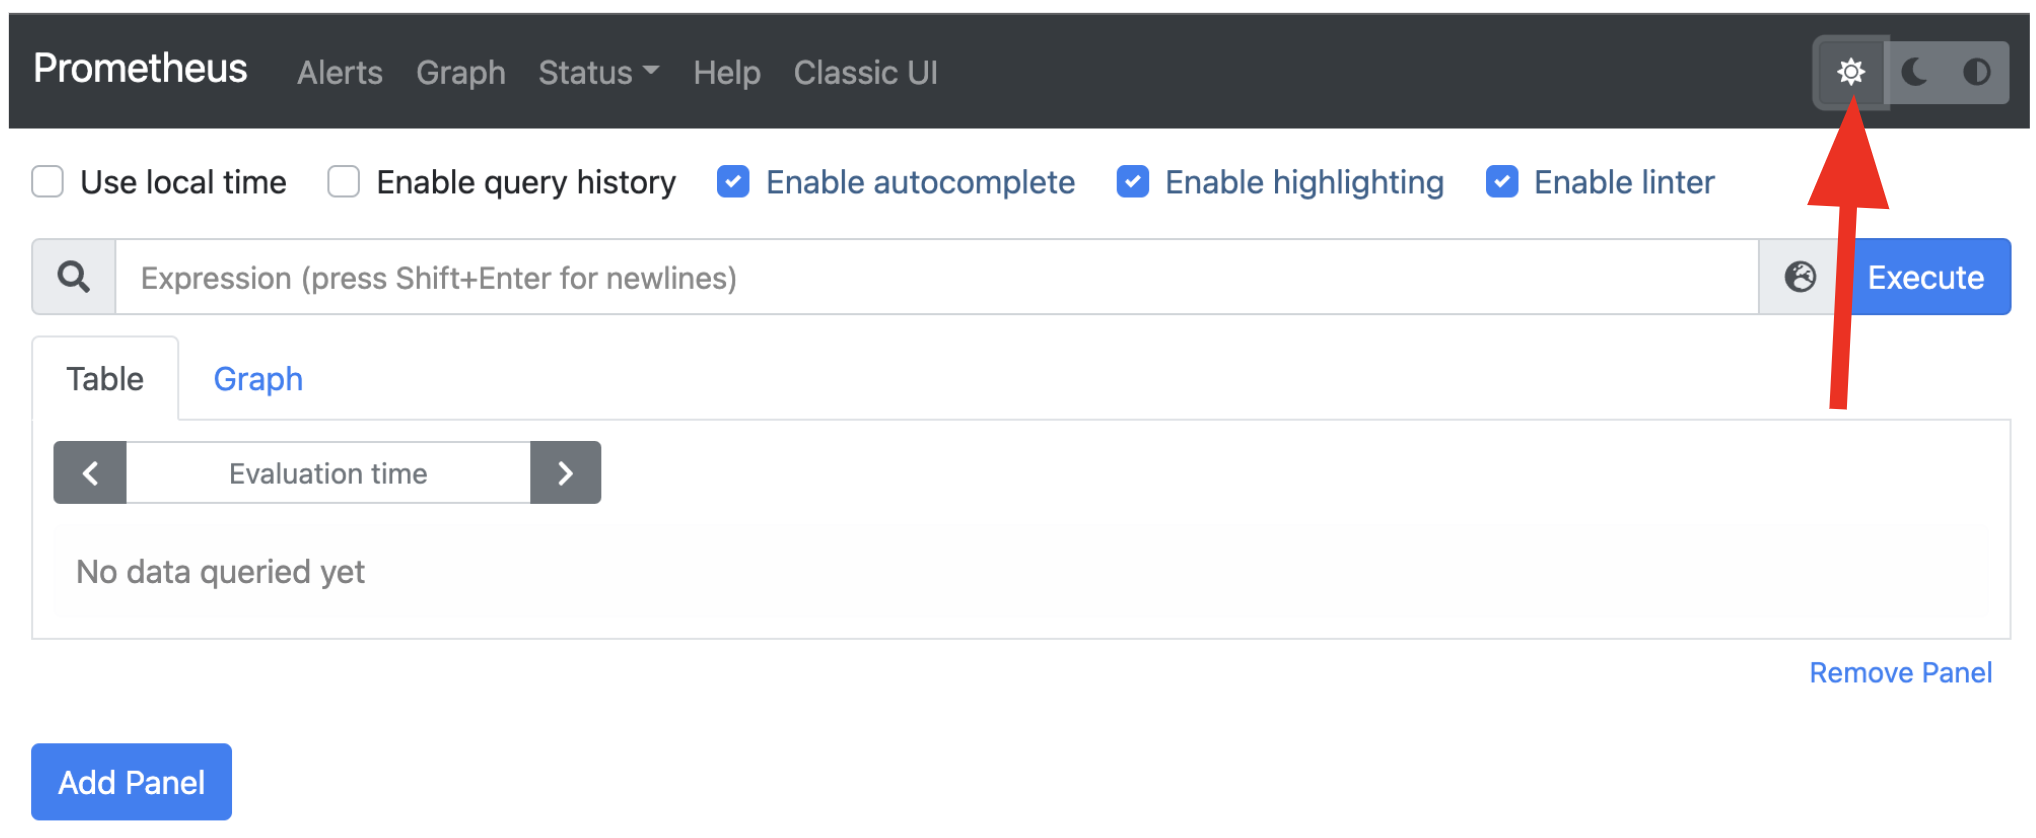 Prometheus Alerts Graph Status Help Classic UI
Use local time Enable query history Enable autocomplete Enable highlighting Enable linter
Expression (press Shift+Enter for newlines) Execute
Table Graph
Evaluation time
No data queried yet
Remove Panel
Add Panel